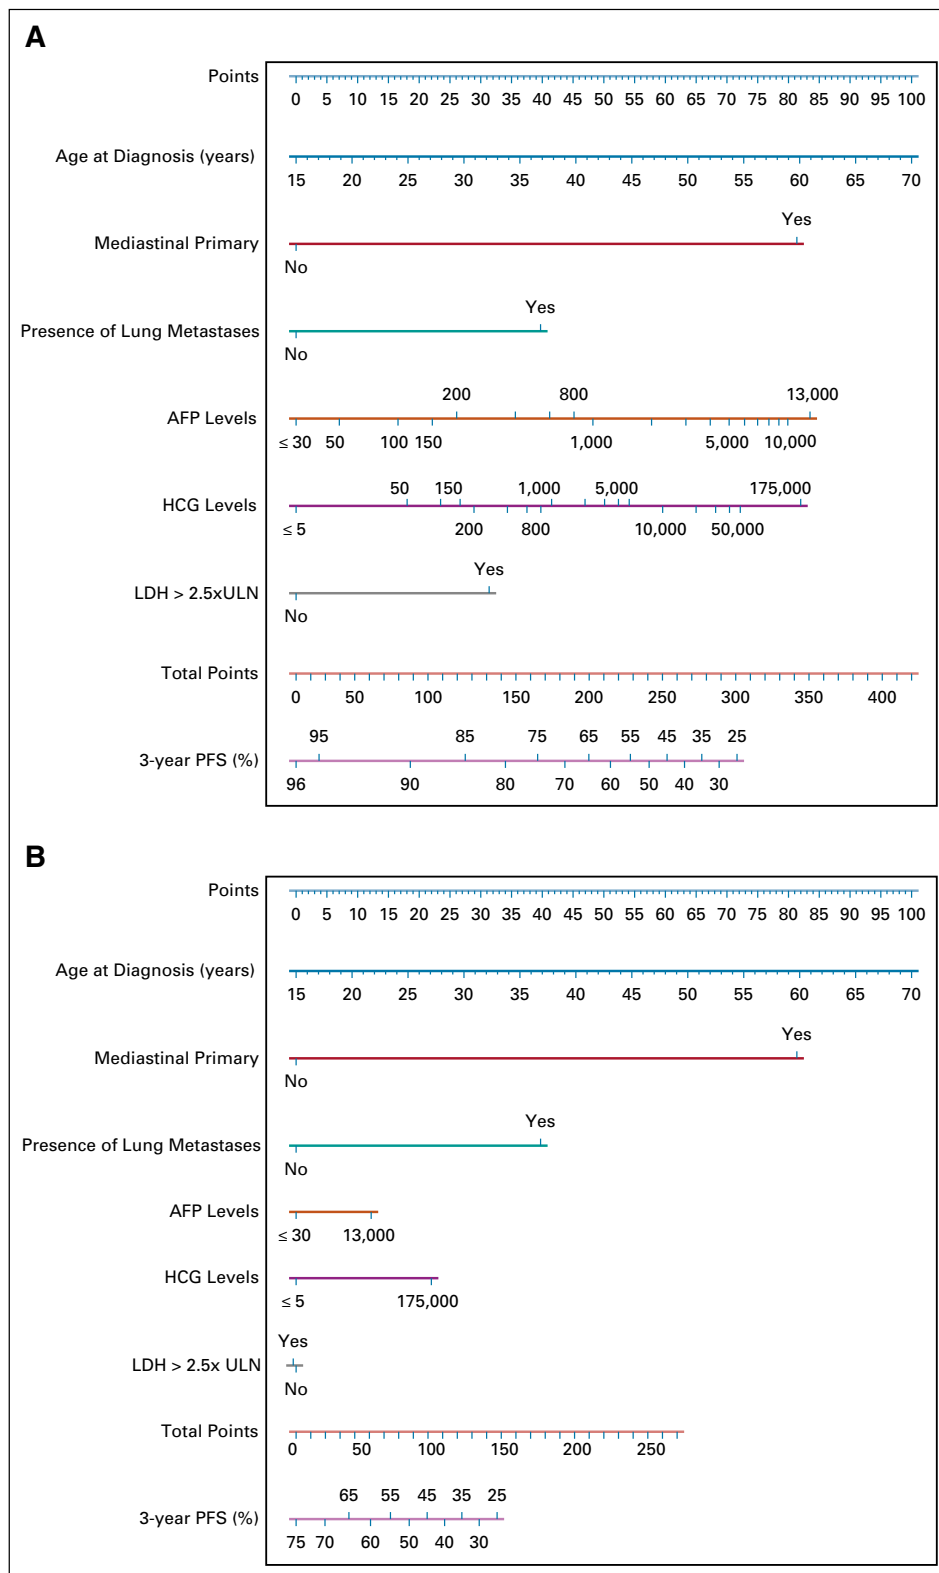 A
Points
0 5 10 15 20 25 30 35 40 45 50 55 60 65 70 75 80 85 90 95 100
Age at Diagnosis (years)
15 20 25 30 35 40 45 50 55 60 65 70
Yes
Mediastinal Primary
No
Yes
Presence of Lung Metastases
No
200 800 13,000
AFP Levels
≤ 30 50 100 150 1,000 5,000 10,000
50 150 1,000 5,000 175,000
HCG Levels
≤ 5 200 800 10,000 50,000
Yes
LDH > 2.5xULN
No
Total Points
0 50 100 150 200 250 300 350 400
95 85 75 65 55 45 35 25
3-year PFS (%)
96 90 80 70 60 50 40 30
B
Points
0 5 10 15 20 25 30 35 40 45 50 55 60 65 70 75 80 85 90 95 100
Age at Diagnosis (years)
15 20 25 30 35 40 45 50 55 60 65 70
Yes
Mediastinal Primary
No
Yes
Presence of Lung Metastases
No
AFP Levels
≤ 30 13,000
HCG Levels
≤ 5 175,000
Yes
LDH > 2.5x ULN
No
Total Points
0 50 100 150 200 250
65 55 45 35 25
3-year PFS (%)
75 70 60 50 40 30